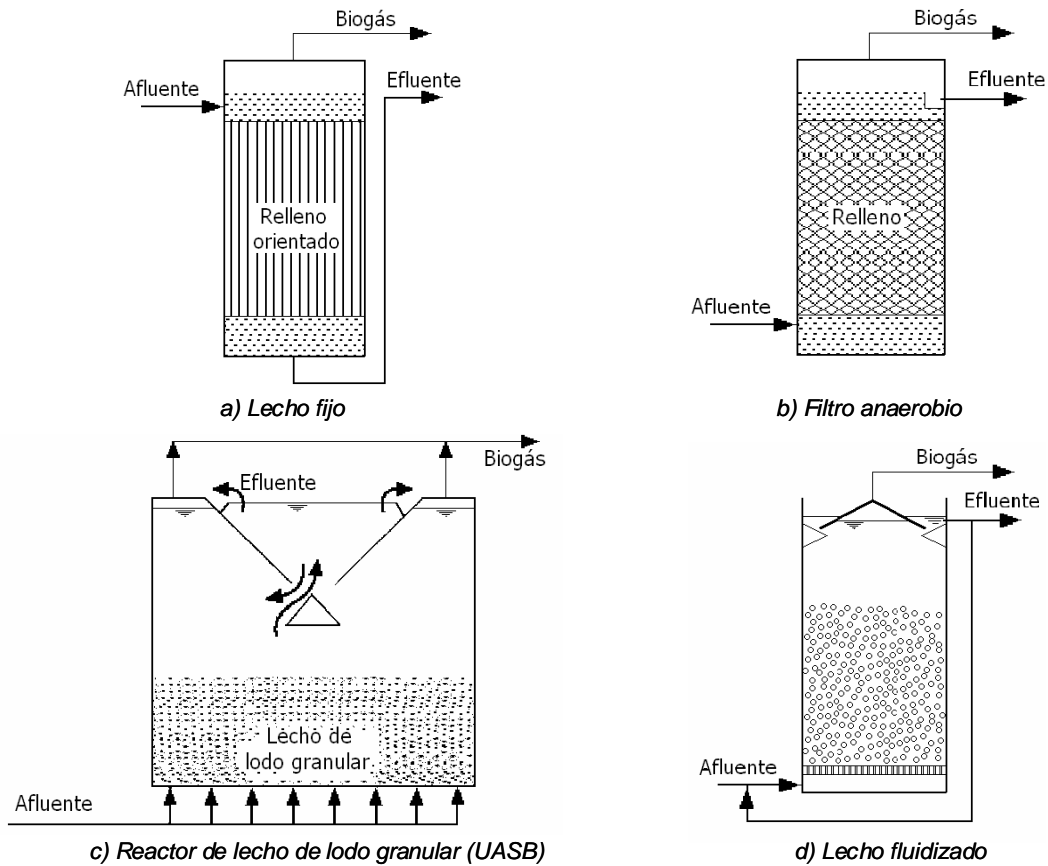 Biogás
Afluente
Efluente
Relleno
orientado
a) Lecho fijo
Biogás
Efluente
Relleno
Afluente
b) Filtro anaerobio
Biogás
Efluente
Lecho de
lodo granular
Afluente
c) Reactor de lecho de lodo granular (UASB)
Biogás
Efluente
Afluente
d) Lecho fluidizado